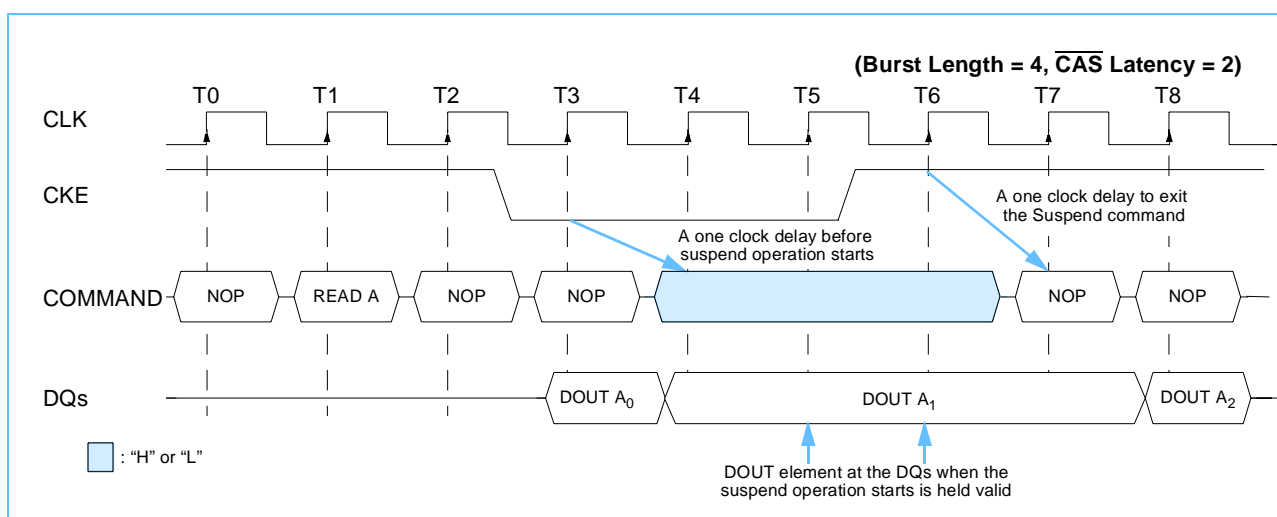 (Burst Length = 4, CAS Latency = 2)
T0 T1 T2 T3 T4 T5 T6 T7 T8
CLK
CKE
A one clock delay to exit
the Suspend command
A one clock delay before
suspend operation starts
COMMAND NOP READ A NOP NOP NOP NOP
DQs DOUT A0 DOUT A1 DOUT A2
: “H” or “L”
DOUT element at the DQs when the
suspend operation starts is held valid